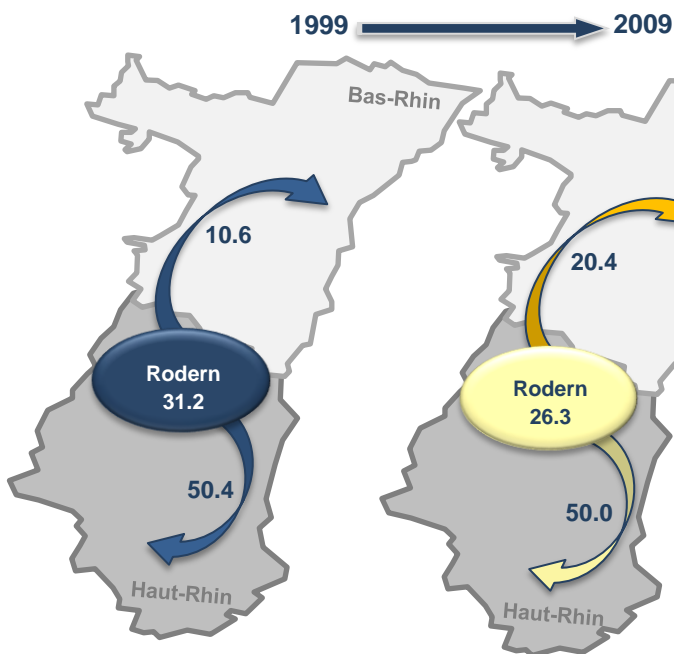 1999 2009
Bas-Rhin
10.6
Rodern
31.2
50.4
Haut-Rhin
20.4
Rodern
26.3
50.0
Haut-Rhin